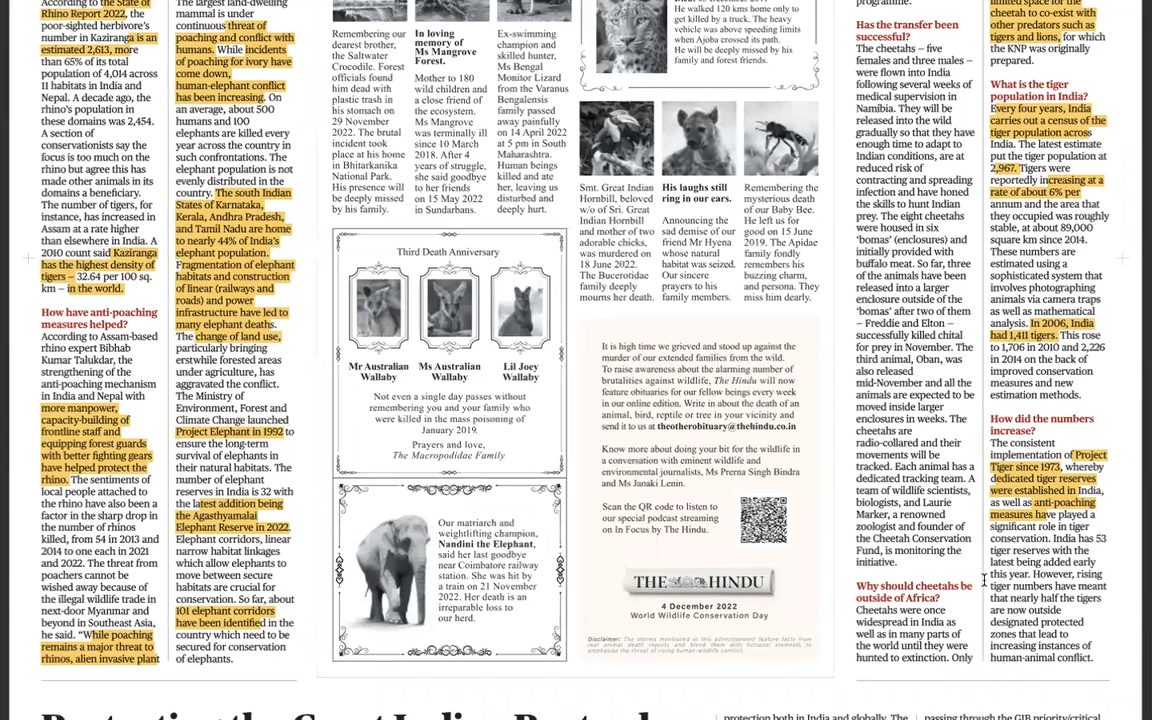 According to the State of
Rhino Report 2022, the
poor-sighted herbivore's
number in Kaziranga is an
estimated 2,613, more
than 65% of its total
population of 4,014 across
11 habitats in India and
Nepal. A decade ago, the
rhino's population in
these domains was 2,454.
A section of
conservationists say the
focus is too much on the
rhino but agree this has
made other animals in its
domains a beneficiary.
The number of tigers, for
instance, has increased in
Assam at a rate higher
than elsewhere in India. A
2010 count said Kaziranga
has the highest density of
tigers – 32.64 per 100 sq.
km – in the world.
How have anti-poaching
measures helped?
According to Assam-based
rhino expert Bibhab
Kumar Talukdar, the
strengthening of the
anti-poaching mechanism
in India and Nepal with
more manpower,
capacity-building of
frontline staff and
equipping forest guards
with better fighting gears
have helped protect the
rhino. The sentiments of
local people attached to
the rhino have also been a
factor in the sharp drop in
the number of rhinos
killed, from 54 in 2013 and
2014 to one each in 2021
and 2022. The threat from
poachers cannot be
wished away because of
the illegal wildlife trade in
next-door Myanmar and
beyond in Southeast Asia,
he said. "While poaching
remains a major threat to
rhinos, alien invasive plant
The largest land-dwelling
mammal is under
continuous threat of
poaching and conflict with
humans. While incidents
of poaching for ivory have
come down,
human-elephant conflict
has been increasing. On
an average, about 500
humans and 100
elephants are killed every
year across the country in
such confrontations. The
elephant population is not
evenly distributed in the
country. The south Indian
States of Karnataka,
Kerala, Andhra Pradesh,
and Tamil Nadu are home
to nearly 44% of India's
elephant population.
Fragmentation of elephant
habitats and construction
of linear (railways and
roads) and power
infrastructure have led to
many elephant deaths.
The change of land use,
particularly bringing
erstwhile forested areas
under agriculture, has
aggravated the conflict.
The Ministry of
Environment, Forest and
Climate Change launched
Project Elephant in 1992 to
ensure the long-term
survival of elephants in
their natural habitats. The
number of elephant
reserves in India is 32 with
the latest addition being
the Agasthyamalai
Elephant Reserve in 2022.
Elephant corridors, linear
narrow habitat linkages
which allow elephants to
move between secure
habitats are crucial for
conservation. So far, about
101 elephant corridors
have been identified in the
country which need to be
secured for conservation
of elephants.
Remembering our
dearest brother,
the Saltwater
Crocodile. Forest
officials found
him dead with
plastic trash in
his stomach on
29 November
2022. The brutal
incident took
place at his home
in Bhitarkanika
National Park.
His presence will
be deeply missed
by his family.
In loving
memory of
Ms Mangrove
Forest.
Mother to 180
wild children and
a close friend of
the ecosystem.
Ms Mangrove
was terminally ill
since 10 March
2018. After 4
years of struggle,
she said goodbye
to her friends
on 15 May 2022
in Sundarbans.
Ex-swimming
champion and
skilled hunter,
Ms Bengal
Monitor Lizard
from the Varanus
Bengalensis
family passed
away painfully
on 14 April 2022
at 5 pm in South
Maharashtra.
Human beings
killed and ate
her, leaving us
deeply hurt.
He walked 120 kms home only to
get killed by a truck. The heavy
vehicle was above speeding limits
when Ajoba crossed its path.
He will be deeply missed by his
family and forest friends.
Smt. Great Indian
Hornbill, beloved
w/o of Sri. Great
Indian Hornbill
and mother of two
adorable chicks,
was murdered on
18 June 2022.
The Bucerotidae
family deeply
mourns her death.
His laughs still
ring in our ears.
Announcing the
sad demise of our
friend Mr Hyena
whose natural
habitat was seized.
Our sincere
prayers to his
family members.
Remembering the
mysterious death
of our Baby Bee.
He left us for
good on 15 June
2019. The Apidae
family fondly
remembers his
buzzing charm,
and persona. They
miss him dearly.
Third Death Anniversary
Mr Australian
Wallaby
Ms Australian
Wallaby
Lil Joey
Wallaby
Not even a single day passes without
remembering you and your family who
were killed in the mass poisoning of
January 2019.
Prayers and love,
The Macropodidae Family
Our matriarch and
weightlifting champion,
Nandini the Elephant,
said her last goodbye
near Coimbatore railway
station. She was hit by
a train on 21 November
2022. Her death is an
irreparable loss to
our herd.
It is high time we grieved and stood up against the
murder of our extended families from the wild.
To raise awareness about the alarming number of
brutalities against wildlife, The Hindu will now
feature obituaries for our fellow beings every week
in our online edition. Write in about the death of an
animal, bird, reptile or tree in your vicinity and
send it to us at theotherobituary@thehindu.co.in
Know more about doing your bit for the wildlife in
a conversation with eminent wildlife and
environmental journalists, Ms Prerna Singh Bindra
and Ms Janaki Lenin.
Scan the QR code to listen to
our special podcast streaming
on In Focus by The Hindu.
THE HINDU
4 December 2022
World Wildlife Conservation Day
Disclaimer: The stories mentioned in this advertisement feature facts from
real animal death reports and blend them with fictional elements to
emphasise the threat of rising human-wildlife conflict.
programme.
Has the transfer been
successful?
The cheetahs – five
females and three males –
were flown into India
following several weeks of
medical supervision in
Namibia. They will be
released into the wild
gradually so that they have
enough time to adapt to
Indian conditions, are at
reduced risk of
contracting and spreading
infection and have honed
the skills to hunt Indian
prey. The eight cheetahs
were housed in six
'bomas' (enclosures) and
initially provided with
buffalo meat. So far, three
of the animals have been
released into a larger
enclosure outside of the
'bomas' after two of them
– Freddie and Elton –
successfully killed chital
for prey in November. The
third animal, Oban, was
also released
mid-November and all the
animals are expected to be
moved inside larger
enclosures in weeks. The
cheetahs are
radio-collared and their
movements will be
tracked. Each animal has a
dedicated tracking team. A
team of wildlife scientists,
biologists, and Laurie
Marker, a renowned
zoologist and founder of
the Cheetah Conservation
Fund, is monitoring the
initiative.
Why should cheetahs be
outside of Africa?
Cheetahs were once
widespread in India as
well as in many parts of
the world until they were
hunted to extinction. Only
limited space for the
cheetah to co-exist with
other predators such as
tigers and lions, for which
the KNP was originally
prepared.
What is the tiger
population in India?
Every four years, India
carries out a census of the
tiger population across
India. The latest estimate
put the tiger population at
2,967. Tigers were
reportedly increasing at a
rate of about 6% per
annum and the area that
they occupied was roughly
stable, at about 89,000
square km since 2014.
These numbers are
estimated using a
sophisticated system that
involves photographing
animals via camera traps
as well as mathematical
analysis. In 2006, India
had 1,411 tigers. This rose
to 1,706 in 2010 and 2,226
in 2014 on the back of
improved conservation
measures and new
estimation methods.
How did the numbers
increase?
The consistent
implementation of Project
Tiger since 1973, whereby
dedicated tiger reserves
were established in India,
as well as anti-poaching
measures have played a
significant role in tiger
conservation. India has 53
tiger reserves with the
latest being added early
this year. However, rising
tiger numbers have meant
that nearly half the tigers
are now outside
designated protected
zones that lead to
increasing instances of
human-animal conflict.
protection both in India and globally. The
passing through the GIB priority/critical